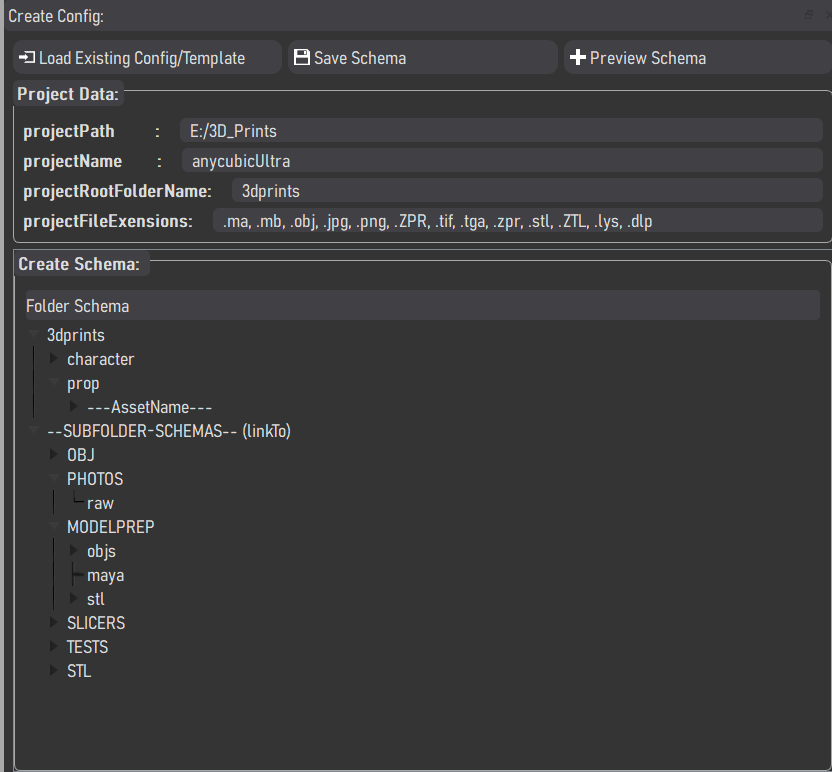 Create Config:
Load Existing Config/Template Save Schema Preview Schema
Project Data:
projectPath : E:/3D_Prints
projectName : anycubicUltra
projectRootFolderName: 3dprints
projectFileExensions: .ma, .mb, .obj, .jpg, .png, .ZPR, .tif, .tga, .zpr, .stl, .ZTL, .lys, .dlp
Create Schema:
Folder Schema
3dprints
character
prop
---AssetName---
--SUBFOLDER-SCHEMAS-- (linkTo)
OBJ
PHOTOS
raw
MODELPREP
objs
maya
stl
SLICERS
TESTS
STL